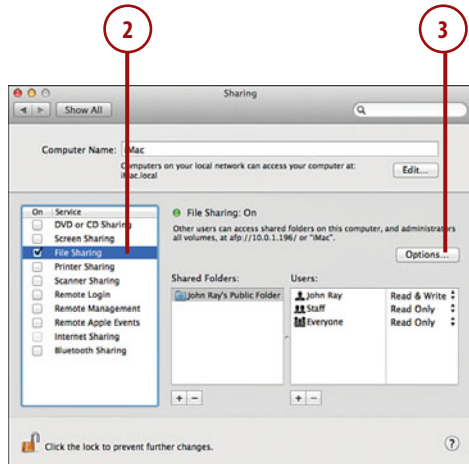 2
3
Sharing
Show All
Computer Name: iMac
Computers on your local network can access your computer at:
iMac.local
Edit...
On Service
DVD or CD Sharing
Screen Sharing
File Sharing
Printer Sharing
Scanner Sharing
Remote Login
Remote Management
Remote Apple Events
Internet Sharing
Bluetooth Sharing
File Sharing: On
Other users can access shared folders on this computer, and administrators
all volumes, at afp://10.0.1.196/ or "iMac".
Options...
Shared Folders:
John Ray's Public Folder
Users:
John Ray Read & Write
Staff Read Only
Everyone Read Only
+ -
+ -
Click the lock to prevent further changes.
?